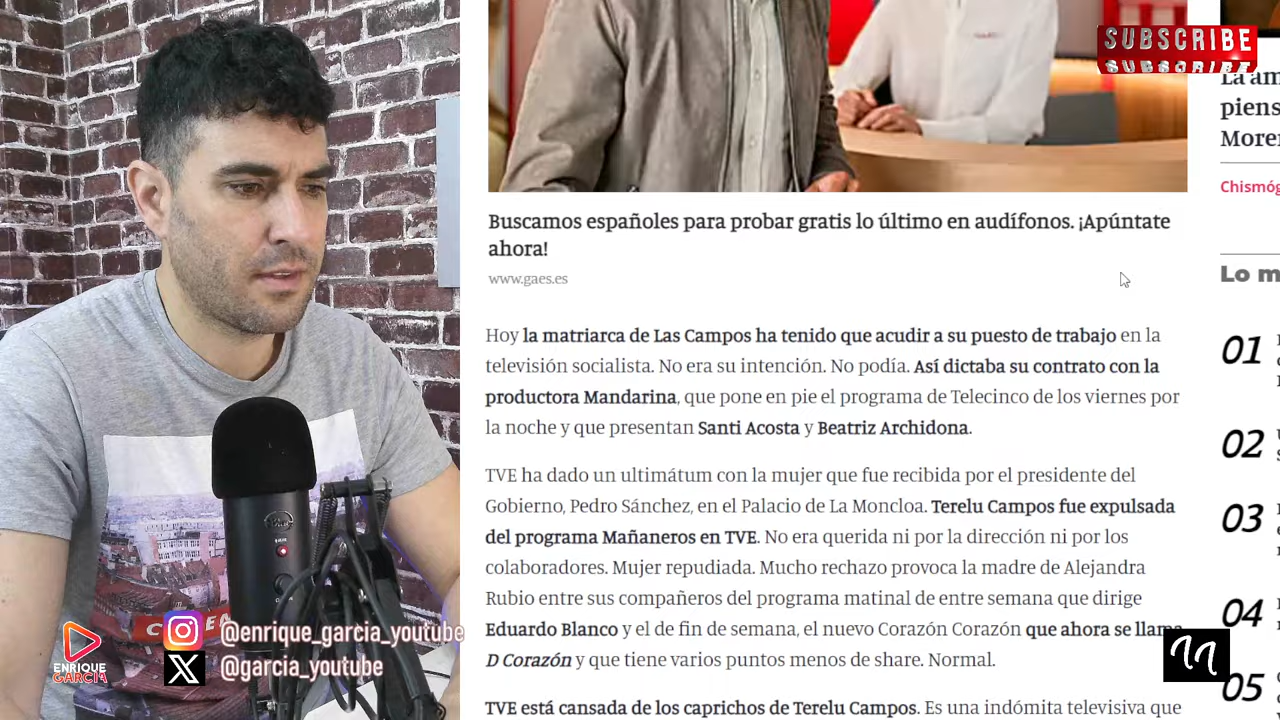 SUBSCRIBE
SUBSCRIBE
La am
piens
Morer
Chismóg
Lo m
01
02
03
04
05
Buscamos españoles para probar gratis lo último en audífonos. ¡Apúntate
ahora!
www.gaes.es
Hoy la matriarca de Las Campos ha tenido que acudir a su puesto de trabajo en la
televisión socialista. No era su intención. No podía. Así dictaba su contrato con la
productora Mandarina, que pone en pie el programa de Telecinco de los viernes por
la noche y que presentan Santi Acosta y Beatriz Archidona.
TVE ha dado un ultimátum con la mujer que fue recibida por el presidente del
Gobierno, Pedro Sánchez, en el Palacio de La Moncloa. Terelu Campos fue expulsada
del programa Mañaneros en TVE. No era querida ni por la dirección ni por los
colaboradores. Mujer repudiada. Mucho rechazo provoca la madre de Alejandra
Rubio entre sus compañeros del programa matinal de entre semana que dirige
Eduardo Blanco y el de fin de semana, el nuevo Corazón Corazón que ahora se llama
D Corazón y que tiene varios puntos menos de share. Normal.
TVE está cansada de los caprichos de Terelu Campos. Es una indómita televisiva que
@enrique_garcia_youtube
@garcia_youtube
ENRIQUE
GARCIA